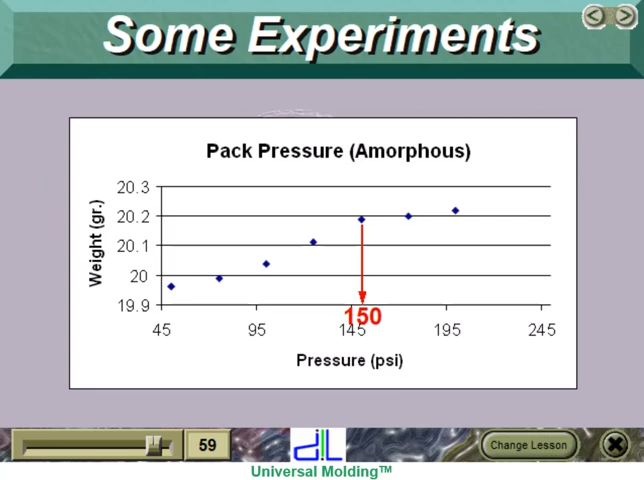 Some Experiments
Pack Pressure (Amorphous)
Weight (gr.)
20.3
20.2
20.1
20
19.9
150
45 95 145 195 245
Pressure (psi)
59
diL
Change Lesson
Universal Molding™